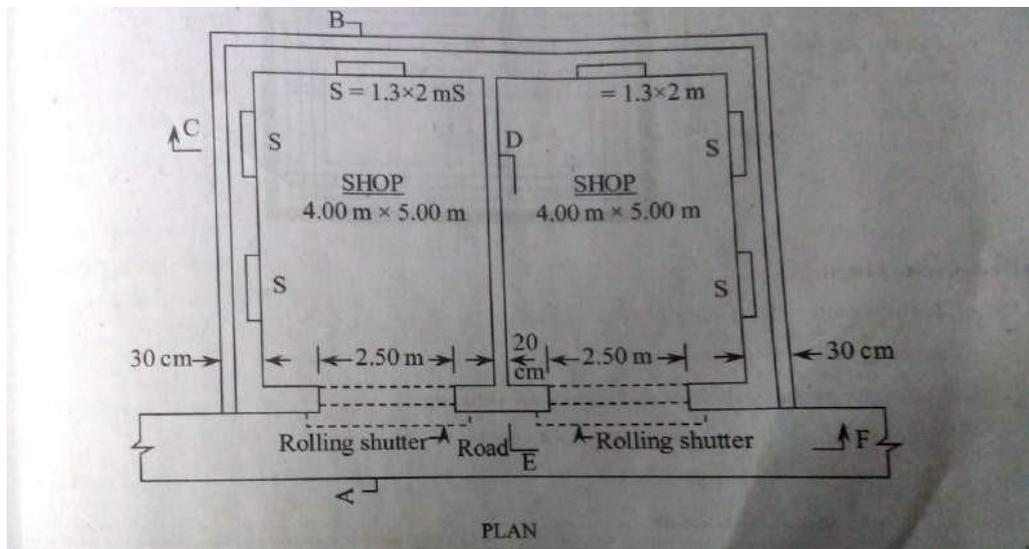 B
S = 1.3×2 mS = 1.3×2 m
C
S
D
S
SHOP
4.00 m × 5.00 m
SHOP
4.00 m × 5.00 m
S
S
30 cm
2.50 m
20
cm
2.50 m
30 cm
Rolling shutter
Road
E
Rolling shutter
F
A
PLAN